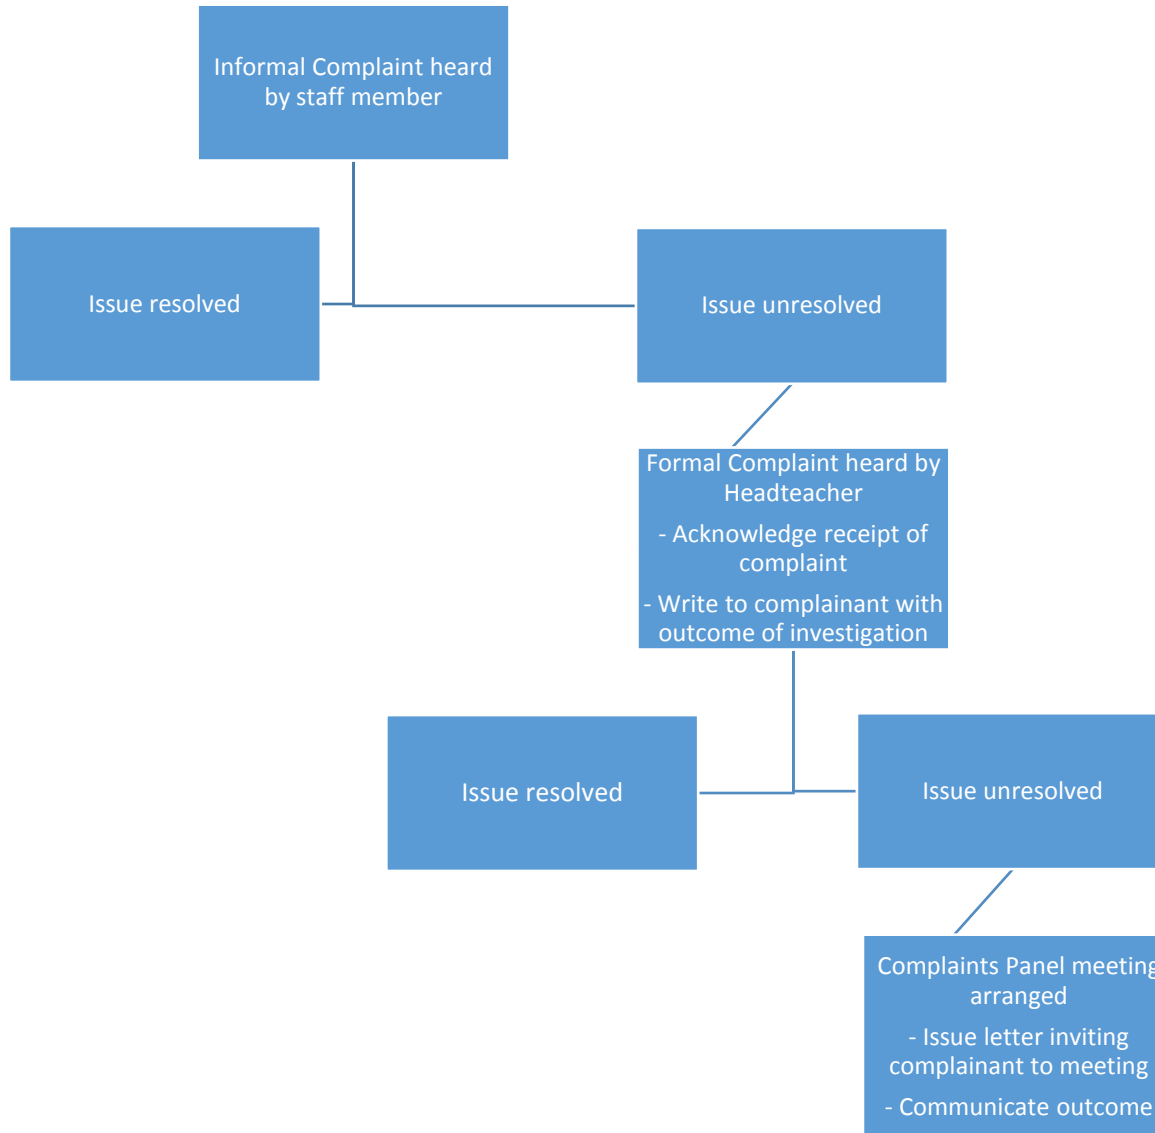 Informal Complaint heard
by staff member
Issue resolved
Issue unresolved
Formal Complaint heard by
Headteacher
- Acknowledge receipt of
complaint
- Write to complainant with
outcome of investigation
Issue resolved
Issue unresolved
Complaints Panel meeting
arranged
- Issue letter inviting
complainant to meeting
- Communicate outcome